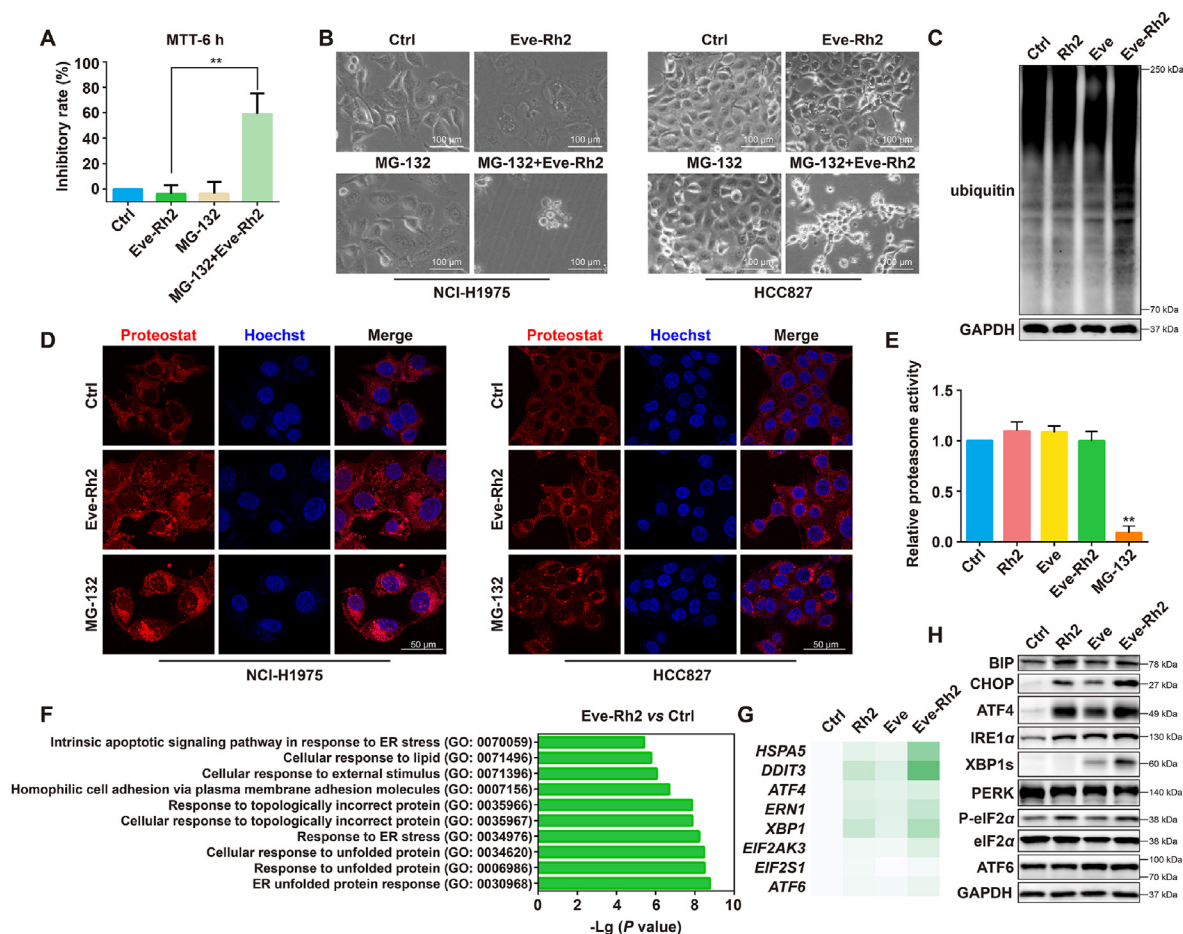 A
MTT-6 h
**
Inhibitory rate (%)
100
80
60
40
20
0
Ctrl
Eve-Rh2
MG-132
MG-132+Eve-Rh2
B
Ctrl
Eve-Rh2
100 μm
100 μm
MG-132
MG-132+Eve-Rh2
100 μm
100 μm
NCI-H1975
Ctrl
Eve-Rh2
100 μm
100 μm
MG-132
MG-132+Eve-Rh2
100 μm
100 μm
HCC827
C
Ctrl
Rh2
Eve
Eve-Rh2
250 kDa
ubiquitin
70 kDa
GAPDH
37 kDa
D
Proteostat
Hoechst
Merge
Ctrl
Eve-Rh2
MG-132
50 μm
NCI-H1975
Proteostat
Hoechst
Merge
Ctrl
Eve-Rh2
MG-132
50 μm
HCC827
E
Relative proteasome activity
1.5
1.0
0.5
0.0
**
Ctrl
Rh2
Eve
Eve-Rh2
MG-132
F
Eve-Rh2 vs Ctrl
Intrinsic apoptotic signaling pathway in response to ER stress (GO: 0070059)
Cellular response to lipid (GO: 0071496)
Cellular response to external stimulus (GO: 0071396)
Homophilic cell adhesion via plasma membrane adhesion molecules (GO: 0007156)
Response to topologically incorrect protein (GO: 0035966)
Cellular response to topologically incorrect protein (GO: 0035967)
Response to ER stress (GO: 0034976)
Cellular response to unfolded protein (GO: 0034620)
Response to unfolded protein (GO: 0006986)
ER unfolded protein response (GO: 0030968)
0 2 4 6 8 10
-Lg (P value)
G
Ctrl
Rh2
Eve
Eve-Rh2
HSPA5
DDIT3
ATF4
ERN1
XBP1
EIF2AK3
EIF2S1
ATF6
H
Ctrl
Rh2
Eve
Eve-Rh2
BIP 78 kDa
CHOP 27 kDa
ATF4 49 kDa
IRE1α 130 kDa
XBP1s 60 kDa
PERK 140 kDa
P-eIF2α 38 kDa
eIF2α 38 kDa
ATF6 100 kDa
70 kDa
GAPDH 37 kDa